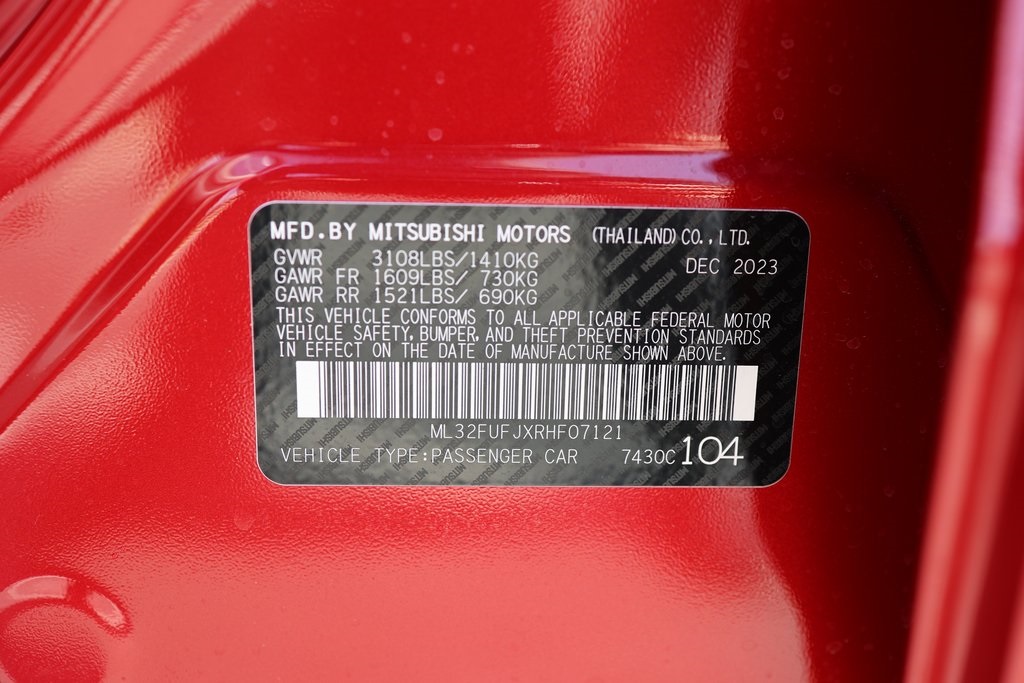 MFD.BY MITSUBISHI MOTORS (THAILAND) CO., LTD.
GVWR 3108LBS/1410KG DEC 2023
GAWR FR 1609LBS/ 730KG
GAWR RR 1521LBS/ 690KG
THIS VEHICLE CONFORMS TO ALL APPLICABLE FEDERAL MOTOR
VEHICLE SAFETY, BUMPER, AND THEFT PREVENTION STANDARDS
IN EFFECT ON THE DATE OF MANUFACTURE SHOWN ABOVE.
ML32FUFJXRHF07121
VEHICLE TYPE:PASSENGER CAR 7430C 104